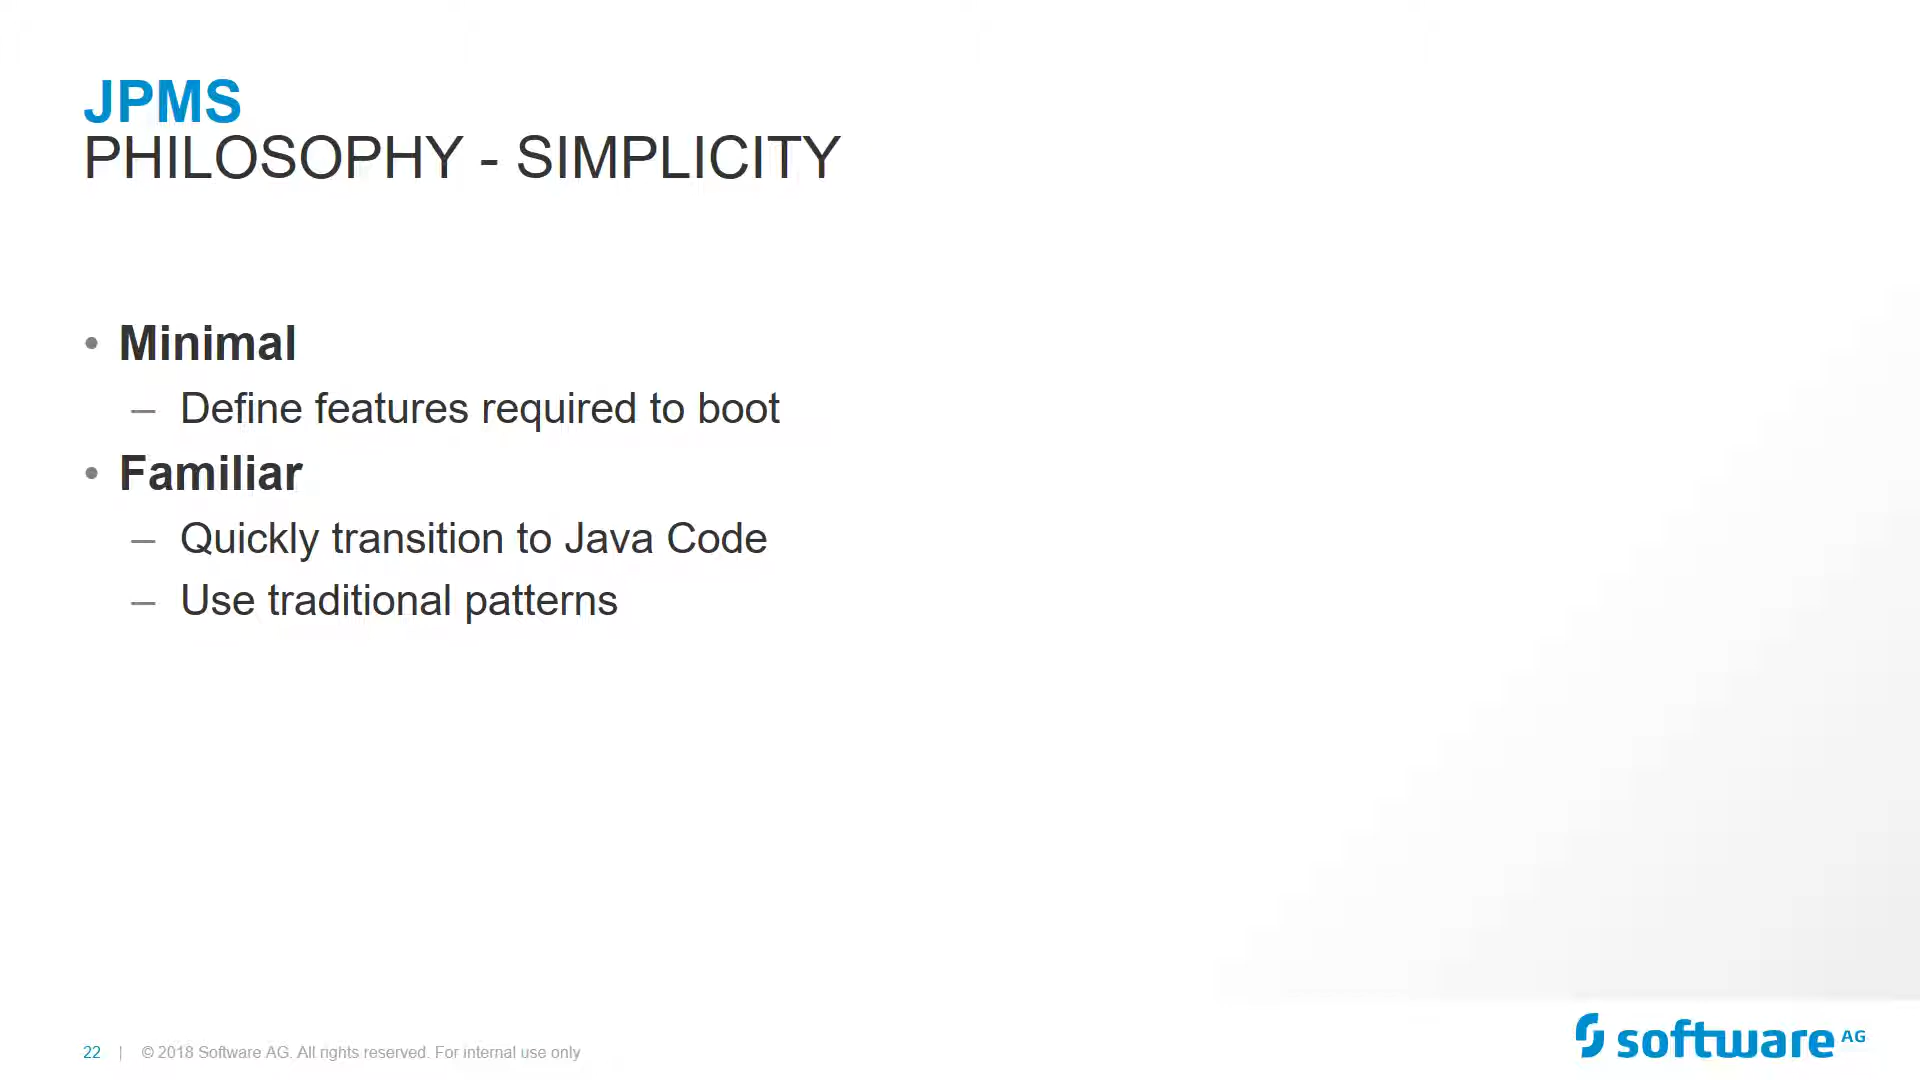 JPMS
PHILOSOPHY - SIMPLICITY
• Minimal
– Define features required to boot
• Familiar
– Quickly transition to Java Code
– Use traditional patterns
22 | © 2018 Software AG. All rights reserved. For internal use only
software AG